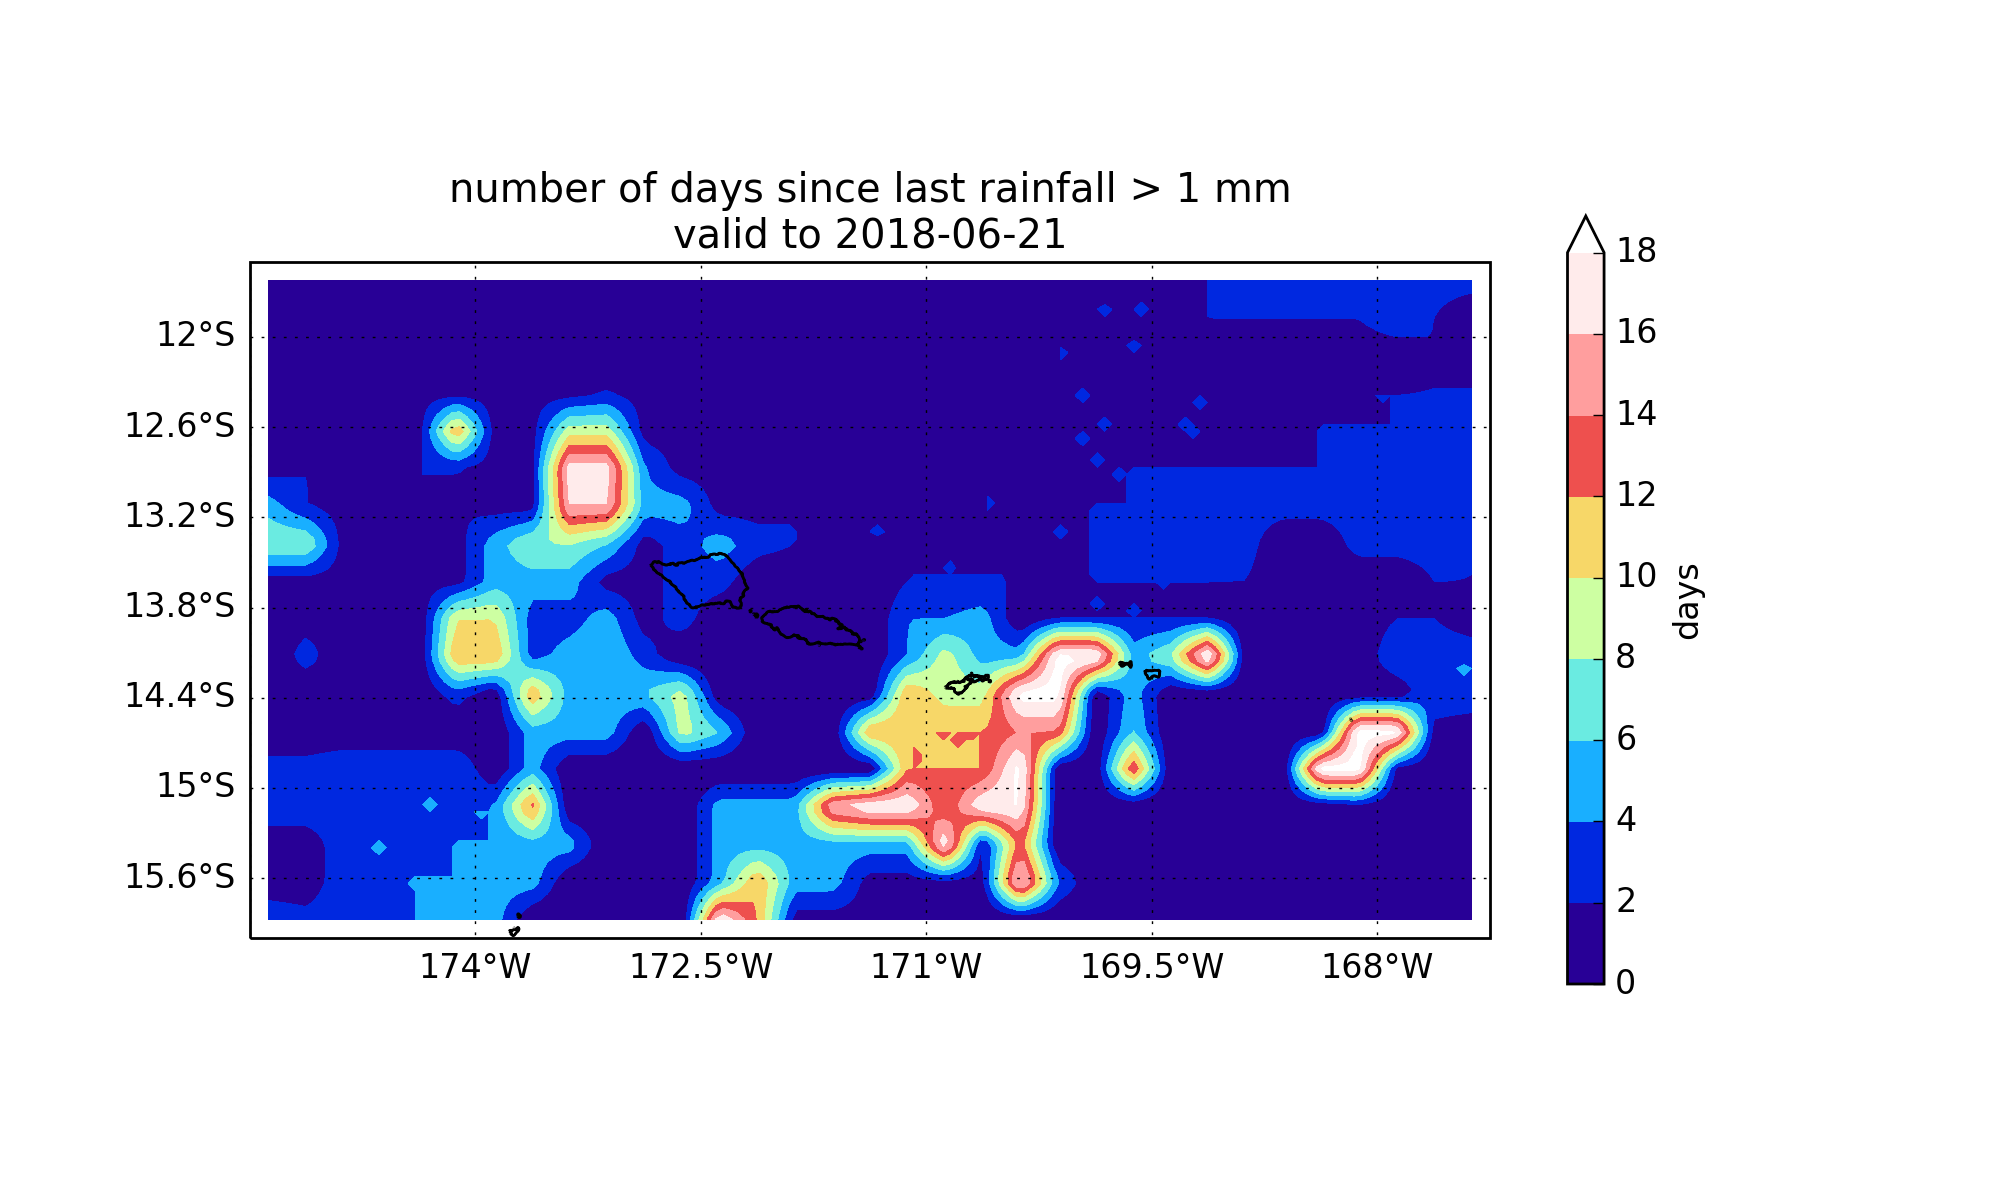 number of days since last rainfall > 1 mm
valid to 2018-06-21
12°S
12.6°S
13.2°S
13.8°S
14.4°S
15°S
15.6°S
174°W
172.5°W
171°W
169.5°W
168°W
18
16
14
12
10
8
6
4
2
0
days